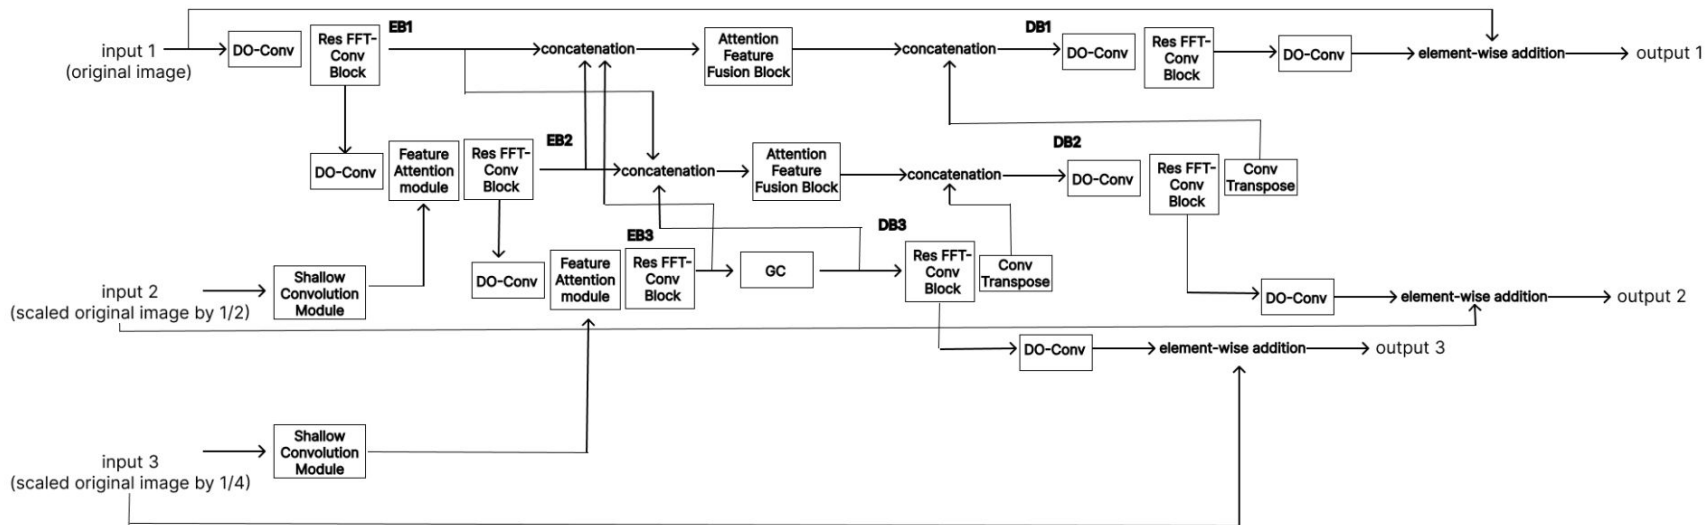 EB1
DB1
input 1
(original image)
DO-Conv
Res FFT-
Conv
Block
concatenation
Attention
Feature
Fusion Block
concatenation
DO-Conv
Res FFT-
Conv
Block
DO-Conv
element-wise addition
output 1
EB2
DB2
DO-Conv
Feature
Attention
module
Res FFT-
Conv
Block
concatenation
Attention
Feature
Fusion Block
concatenation
DO-Conv
Res FFT-
Conv
Block
Conv
Transpose
EB3
DB3
input 2
(scaled original image by 1/2)
Shallow
Convolution
Module
DO-Conv
Feature
Attention
module
Res FFT-
Conv
Block
GC
Res FFT-
Conv
Block
Conv
Transpose
DO-Conv
element-wise addition
output 2
DO-Conv
element-wise addition
output 3
input 3
(scaled original image by 1/4)
Shallow
Convolution
Module